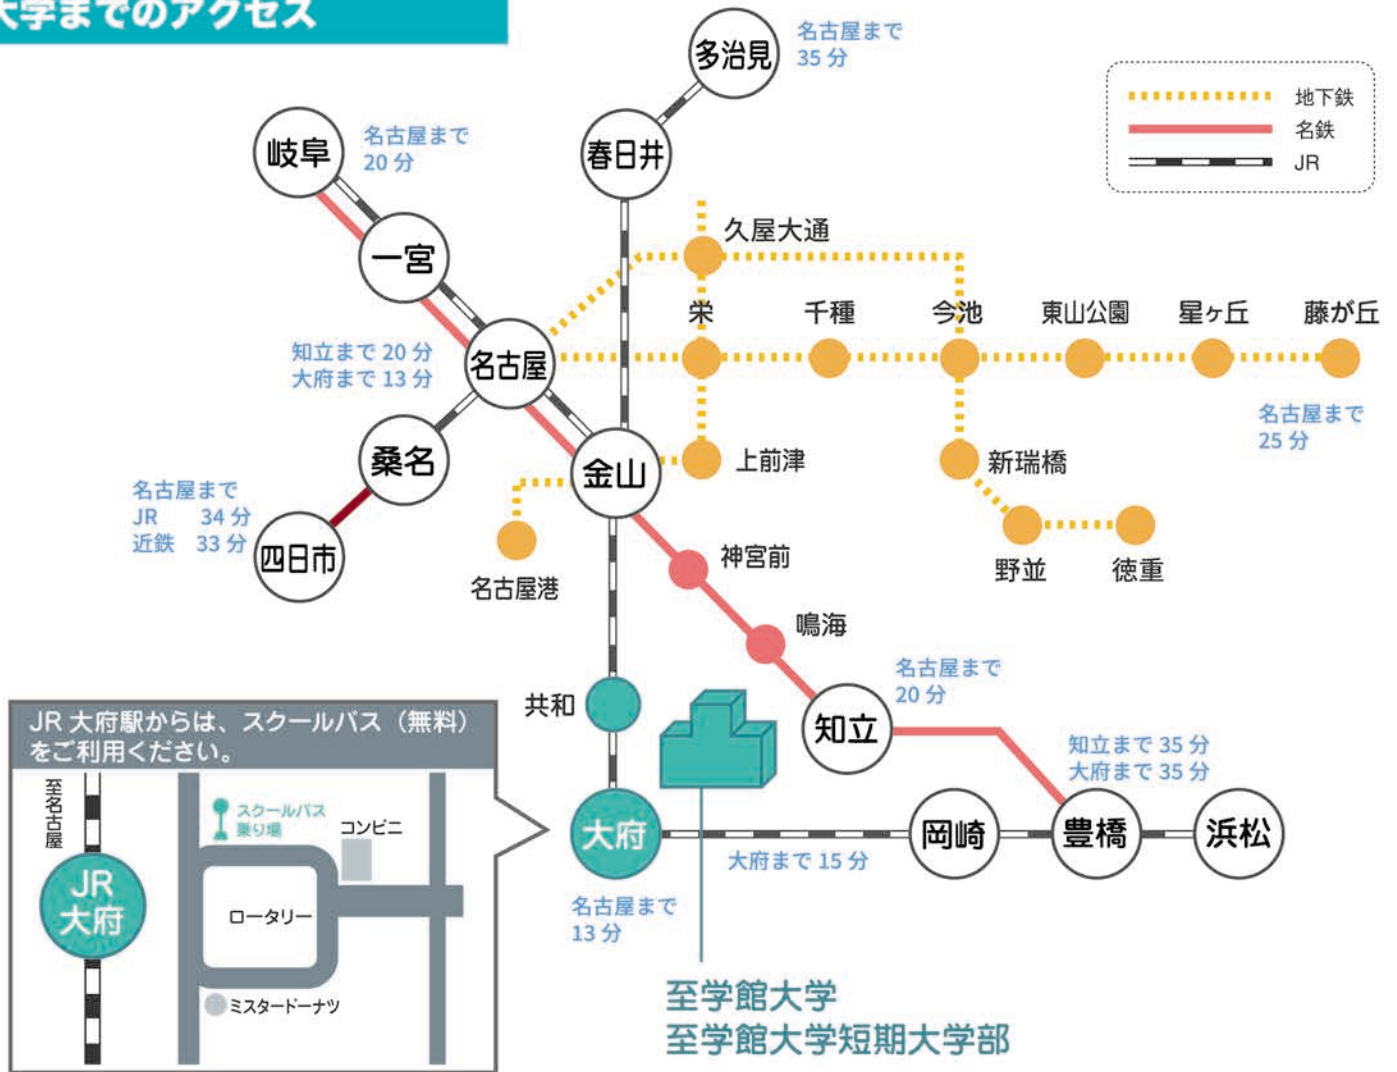 大学までのアクセス
多治見
名古屋まで
35 分
地下鉄
名鉄
JR
岐阜
名古屋まで
20 分
春日井
一宮
久屋大通
栄
千種
今池
東山公園
星ヶ丘
藤が丘
名古屋まで
25 分
知立まで 20 分
大府まで 13 分
名古屋
桑名
金山
上前津
新瑞橋
名古屋まで
JR 34 分
近鉄 33 分
四日市
名古屋港
神宮前
野並
徳重
鳴海
共和
名古屋まで
20 分
知立
知立まで 35 分
大府まで 35 分
大府
大府まで 15 分
岡崎
豊橋
浜松
名古屋まで
13 分
JR 大府駅からは、スクールバス（無料）
をご利用ください。
至名古屋
スクールバス
乗り場
コンビニ
JR
大府
ロータリー
ミスタードーナツ
至学館大学
至学館大学短期大学部